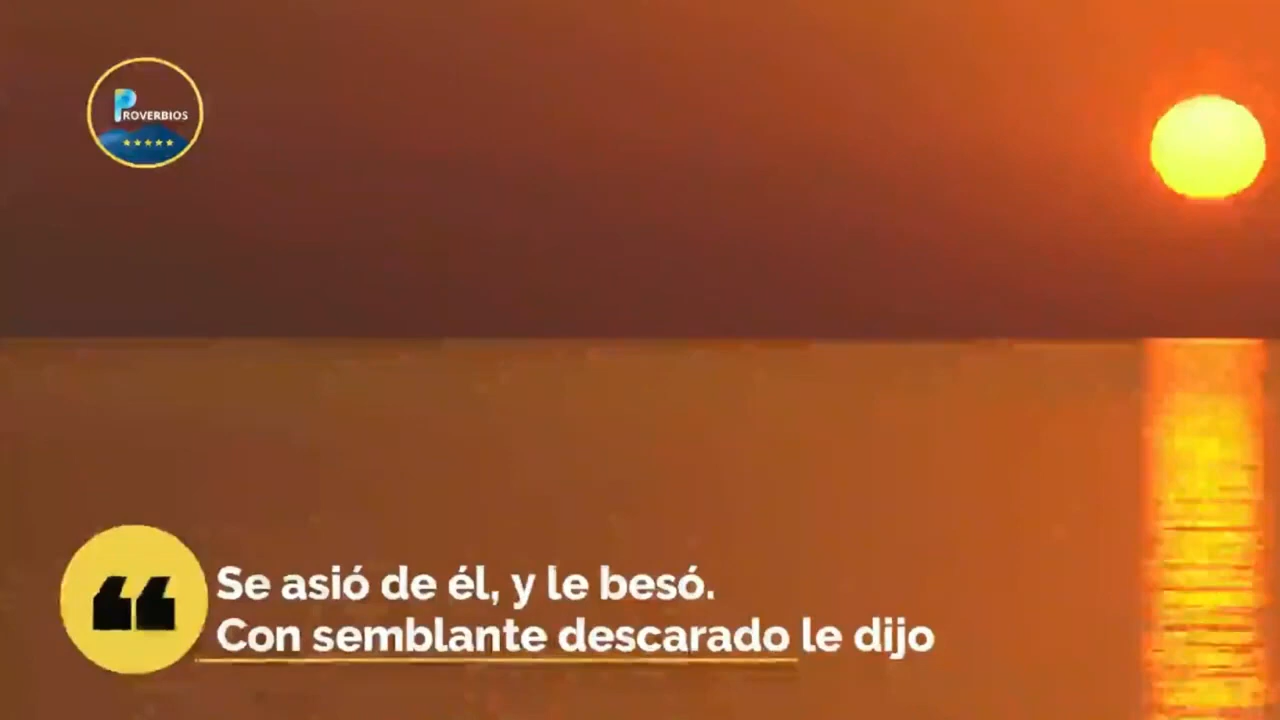 PROVERBIOS
Se asió de él, y le besó.
Con semblante descarado le dijo